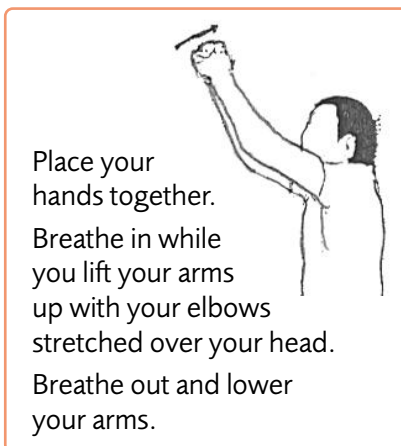 Place your
hands together.
Breathe in while
you lift your arms
up with your elbows
stretched over your head.
Breathe out and lower
your arms.